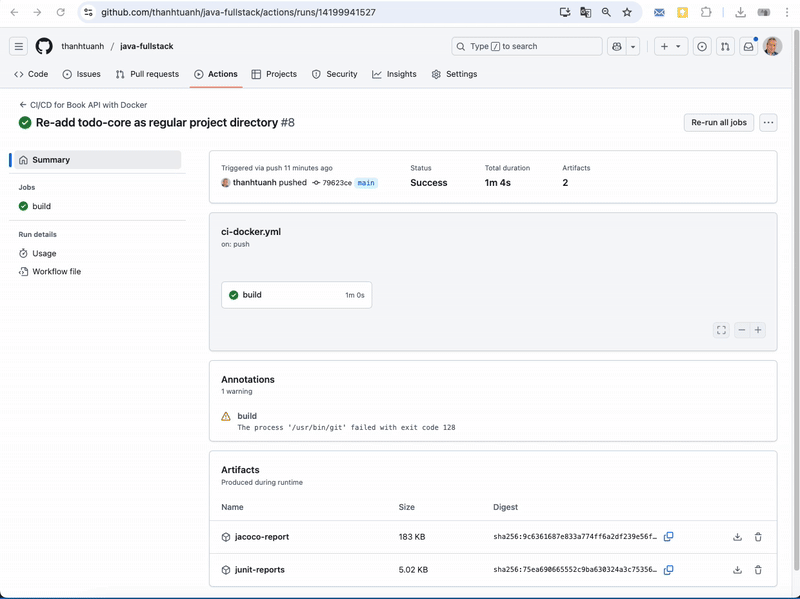 github.com/thanhtuanh/java-fullstack/actions/runs/14199941527
thanhtuanh / java-fullstack
Type / to search
Code Issues Pull requests Actions Projects Security Insights Settings
CI/CD for Book API with Docker
Re-add todo-core as regular project directory #8
Re-run all jobs
Summary
Jobs
build
Run details
Usage
Workflow file
Triggered via push 11 minutes ago
thanhtuanh pushed 79623ce main
Status
Success
Total duration
1m 4s
Artifacts
2
ci-docker.yml
on: push
build 1m 0s
Annotations
1 warning
build
The process '/usr/bin/git' failed with exit code 128
Artifacts
Produced during runtime
Name Size Digest
jacoco-report 183 KB sha256:9c6361687e833a774ff6a2df239e56f…
junit-reports 5.02 KB sha256:75ea690665552c9ba630324a3c75356…